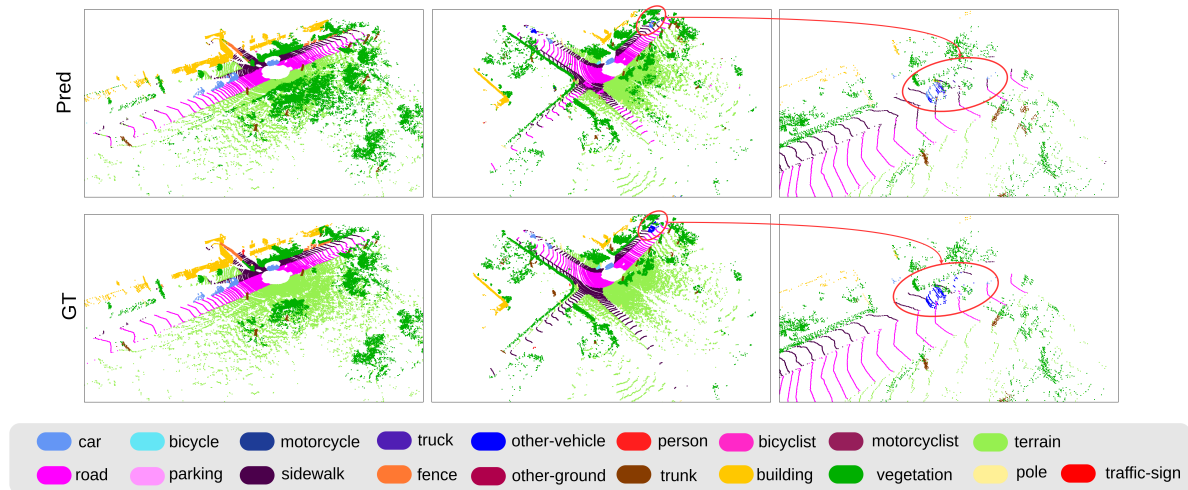 Pred
GT
car bicycle motorcycle truck other-vehicle person bicyclist motorcyclist terrain
road parking sidewalk fence other-ground trunk building vegetation pole traffic-sign